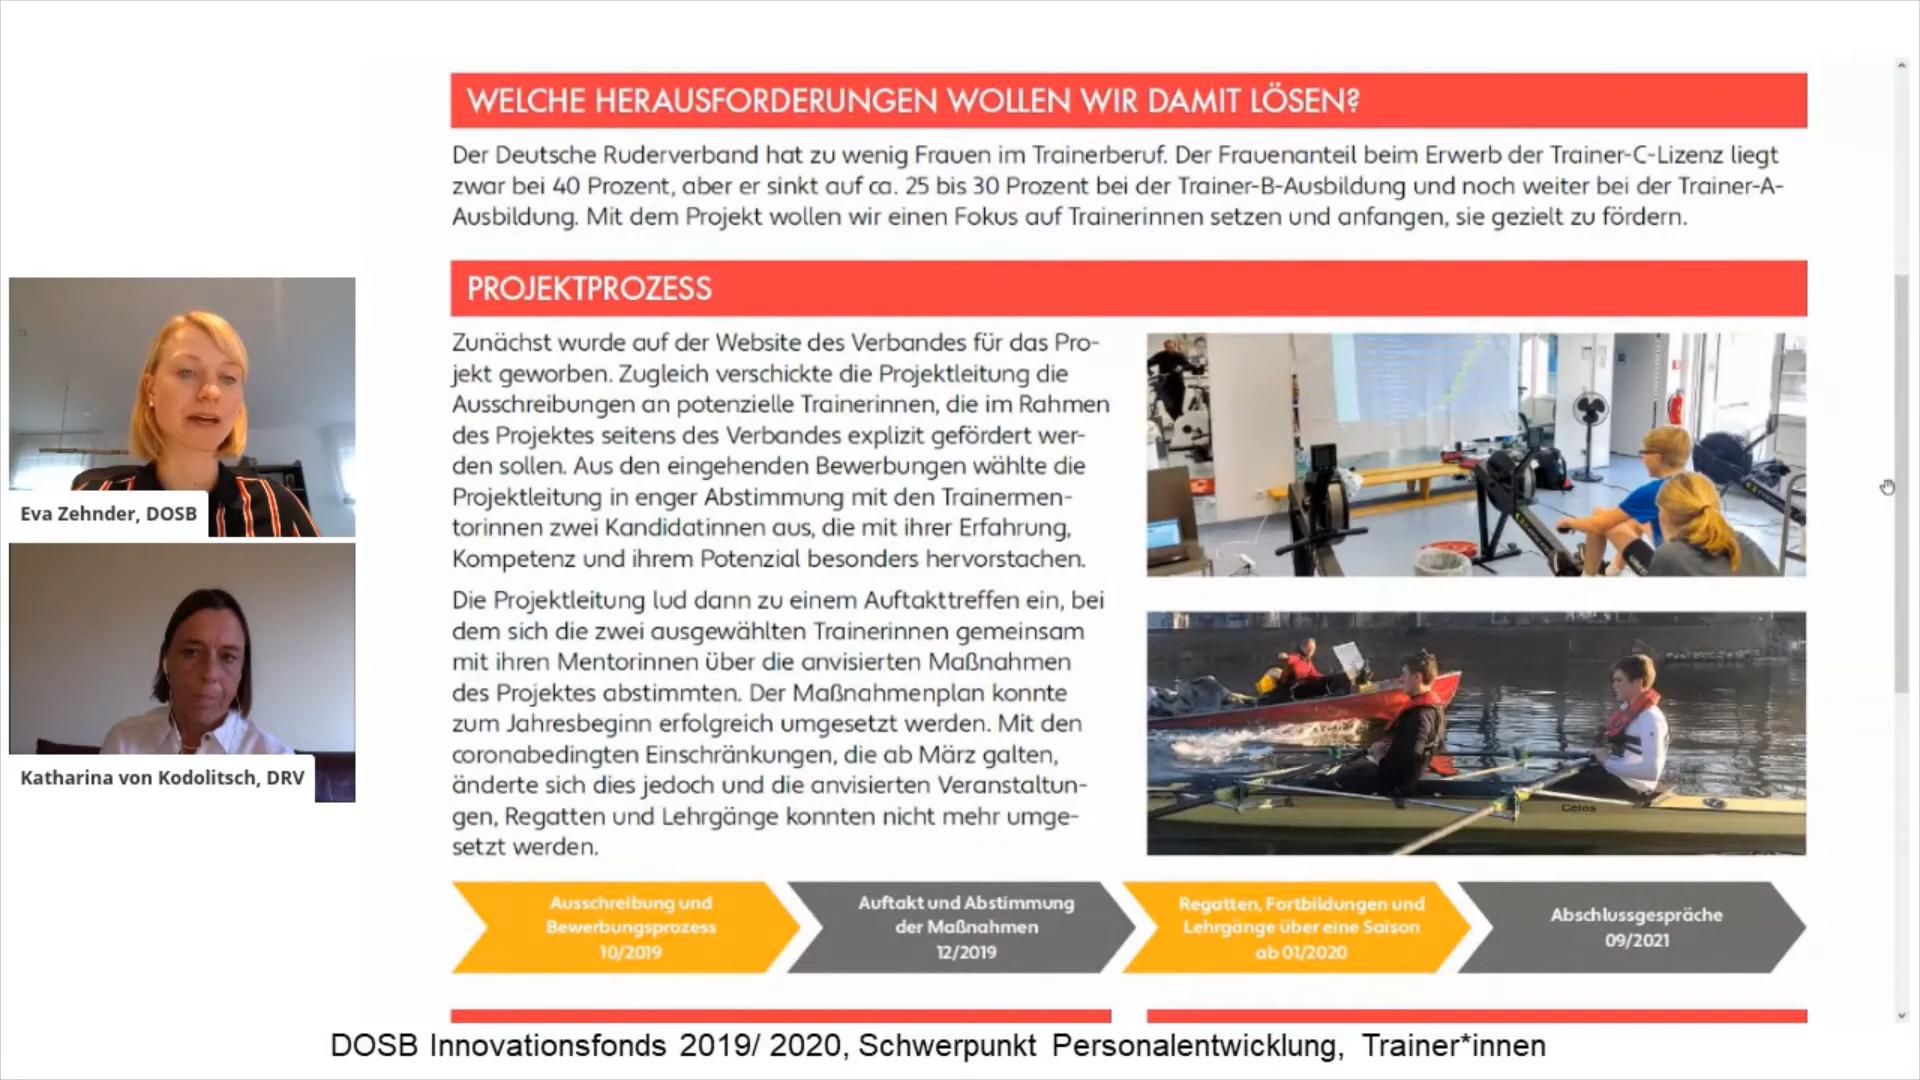 WELCHE HERAUSFORDERUNGEN WOLLEN WIR DAMIT LÖSEN?
Der Deutsche Ruderverband hat zu wenig Frauen im Trainerberuf. Der Frauenanteil beim Erwerb der Trainer-C-Lizenz liegt
zwar bei 40 Prozent, aber er sinkt auf ca. 25 bis 30 Prozent bei der Trainer-B-Ausbildung und noch weiter bei der Trainer-A-
Ausbildung. Mit dem Projekt wollen wir einen Fokus auf Trainerinnen setzen und anfangen, sie gezielt zu fördern.
PROJEKTPROZESS
Zunächst wurde auf der Website des Verbandes für das Pro-
jekt geworben. Zugleich verschickte die Projektleitung die
Ausschreibungen an potenzielle Trainerinnen, die im Rahmen
des Projektes seitens des Verbandes explizit gefördert wer-
den sollen. Aus den eingehenden Bewerbungen wählte die
Projektleitung in enger Abstimmung mit den Trainermen-
torinnen zwei Kandidatinnen aus, die mit ihrer Erfahrung,
Kompetenz und ihrem Potenzial besonders hervorstachen.
Die Projektleitung lud dann zu einem Auftakttreffen ein, bei
dem sich die zwei ausgewählten Trainerinnen gemeinsam
mit ihren Mentorinnen über die anvisierten Maßnahmen
des Projektes abstimmten. Der Maßnahmenplan konnte
zum Jahresbeginn erfolgreich umgesetzt werden. Mit den
coronabedingten Einschränkungen, die ab März galten,
änderte sich dies jedoch und die anvisierten Veranstaltun-
gen, Regatten und Lehrgänge konnten nicht mehr umge-
setzt werden.
Celos
Ausschreibung und
Bewerbungsprozess
10/2019
Auftakt und Abstimmung
der Maßnahmen
12/2019
Regatten, Fortbildungen und
Lehrgänge über eine Saison
ab 01/2020
Abschlussgespräche
09/2021
Eva Zehnder, DOSB
Katharina von Kodolitsch, DRV
DOSB Innovationsfonds 2019/ 2020, Schwerpunkt Personalentwicklung, Trainer*innen